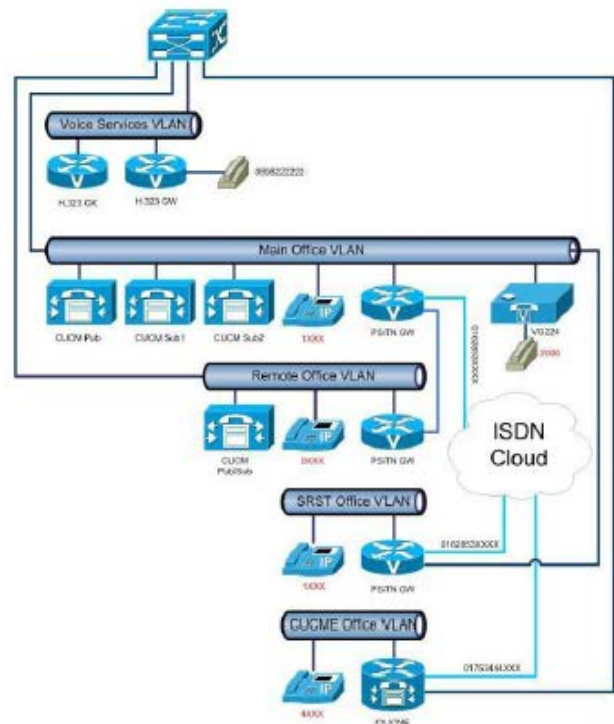 Voice Services VLAN
H.323 GK
H.323 GW
Main Office VLAN
CUCM Pub
CUCM Sub1
CUCM Sub2
1XXX
PSTN GW
VG224
Remote Office VLAN
CUCM
Pub/Sub
PSTN GW
ISDN
Cloud
SRST Office VLAN
1XXX
PSTN GW
CUCME Office VLAN